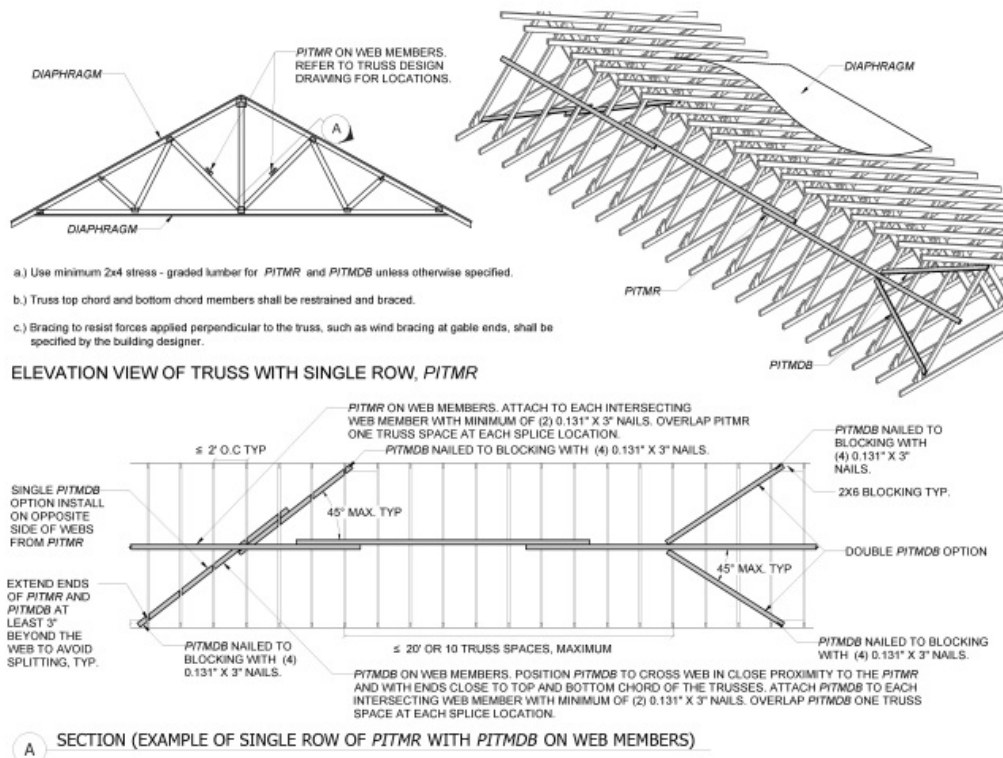 PITMR ON WEB MEMBERS.
REFER TO TRUSS DESIGN
DRAWING FOR LOCATIONS.
DIAPHRAGM
A
DIAPHRAGM
DIAPHRAGM
PITMR
PITMDB
a.) Use minimum 2x4 stress - graded lumber for PITMR and PITMDB unless otherwise specified.
b.) Truss top chord and bottom chord members shall be restrained and braced.
c.) Bracing to resist forces applied perpendicular to the truss, such as wind bracing at gable ends, shall be
specified by the building designer.
ELEVATION VIEW OF TRUSS WITH SINGLE ROW, PITMR
PITMR ON WEB MEMBERS. ATTACH TO EACH INTERSECTING
WEB MEMBER WITH MINIMUM OF (2) 0.131" X 3" NAILS. OVERLAP PITMR
ONE TRUSS SPACE AT EACH SPLICE LOCATION.
≤ 2' O.C TYP
PITMDB NAILED TO BLOCKING WITH (4) 0.131" X 3" NAILS.
PITMDB NAILED TO
BLOCKING WITH
(4) 0.131" X 3"
NAILS.
2X6 BLOCKING TYP.
SINGLE PITMDB
OPTION INSTALL
ON OPPOSITE
SIDE OF WEBS
FROM PITMR
45° MAX. TYP
DOUBLE PITMDB OPTION
45° MAX. TYP
EXTEND ENDS
OF PITMR AND
PITMDB AT
LEAST 3"
BEYOND THE
WEB TO AVOID
SPLITTING, TYP.
PITMDB NAILED TO
BLOCKING WITH (4)
0.131" X 3" NAILS.
≤ 20' OR 10 TRUSS SPACES, MAXIMUM
PITMDB NAILED TO BLOCKING
WITH (4) 0.131" X 3" NAILS.
PITMDB ON WEB MEMBERS. POSITION PITMDB TO CROSS WEB IN CLOSE PROXIMITY TO THE PITMR
AND WITH ENDS CLOSE TO TOP AND BOTTOM CHORD OF THE TRUSSES. ATTACH PITMDB TO EACH
INTERSECTING WEB MEMBER WITH MINIMUM OF (2) 0.131" X 3" NAILS. OVERLAP PITMDB ONE TRUSS
SPACE AT EACH SPLICE LOCATION.
A SECTION (EXAMPLE OF SINGLE ROW OF PITMR WITH PITMDB ON WEB MEMBERS)